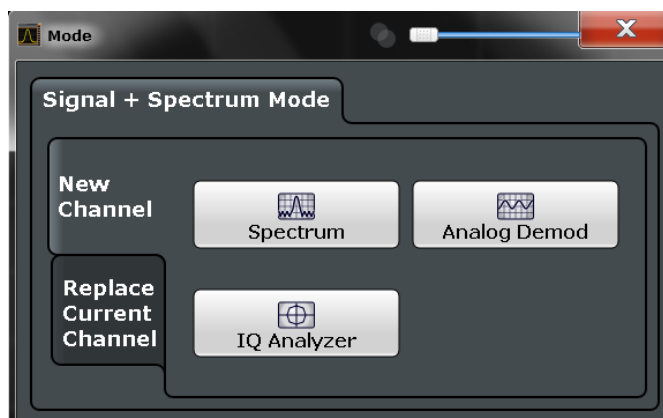 Mode
X
Signal + Spectrum Mode
New
Channel
Spectrum
Analog Demod
Replace
Current
Channel
IQ Analyzer